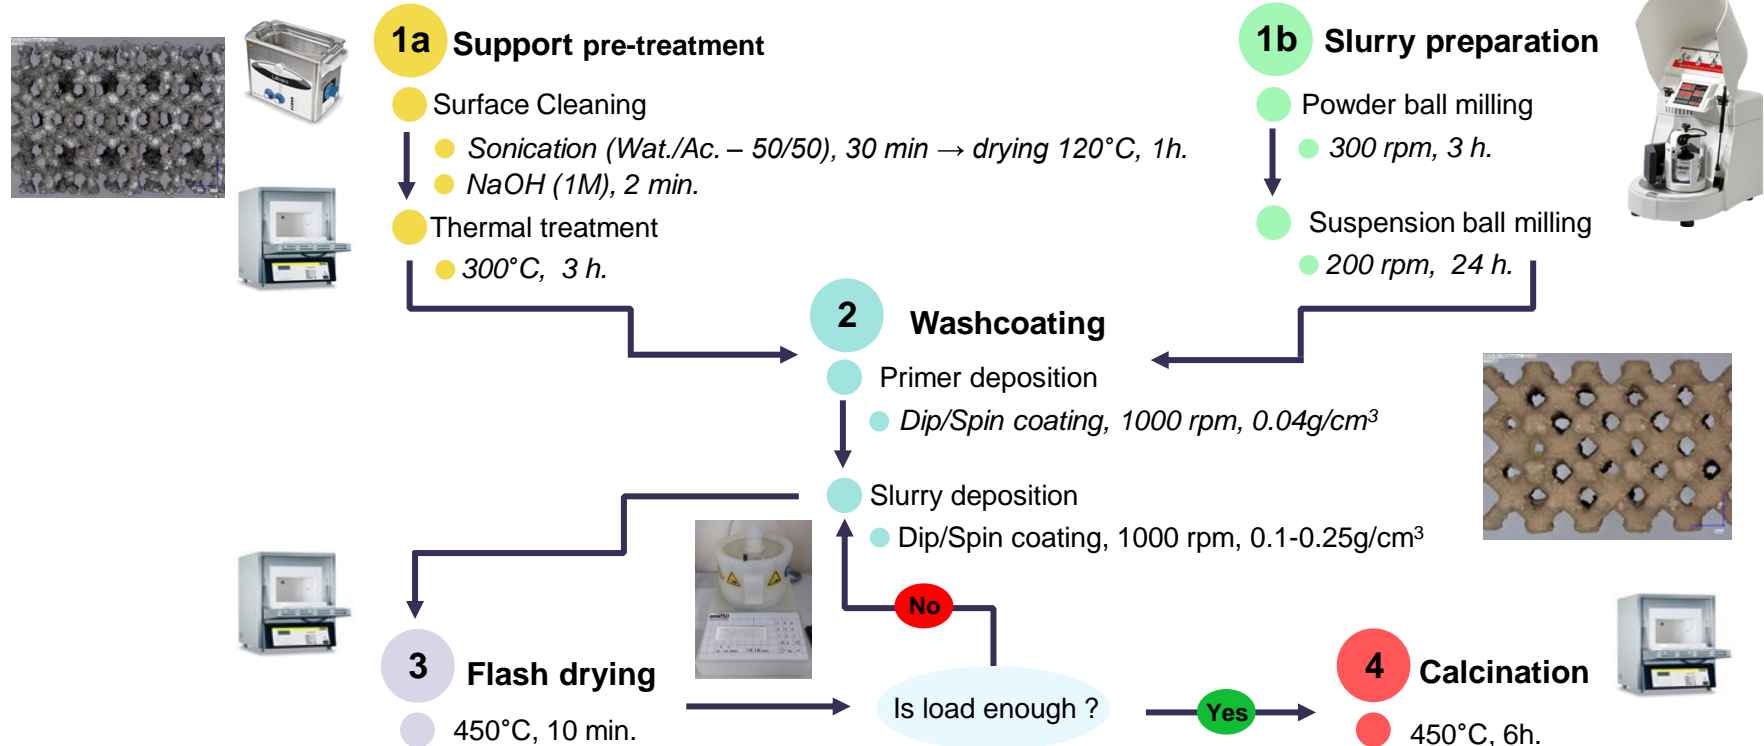 1a Support pre-treatment
Surface Cleaning
Sonication (Wat./Ac. – 50/50), 30 min → drying 120°C, 1h.
NaOH (1M), 2 min.
Thermal treatment
300°C, 3 h.
1b Slurry preparation
Powder ball milling
300 rpm, 3 h.
Suspension ball milling
200 rpm, 24 h.
2 Washcoating
Primer deposition
Dip/Spin coating, 1000 rpm, 0.04g/cm³
Slurry deposition
Dip/Spin coating, 1000 rpm, 0.1-0.25g/cm³
3 Flash drying
450°C, 10 min.
Is load enough ?
No
Yes
4 Calcination
450°C, 6h.